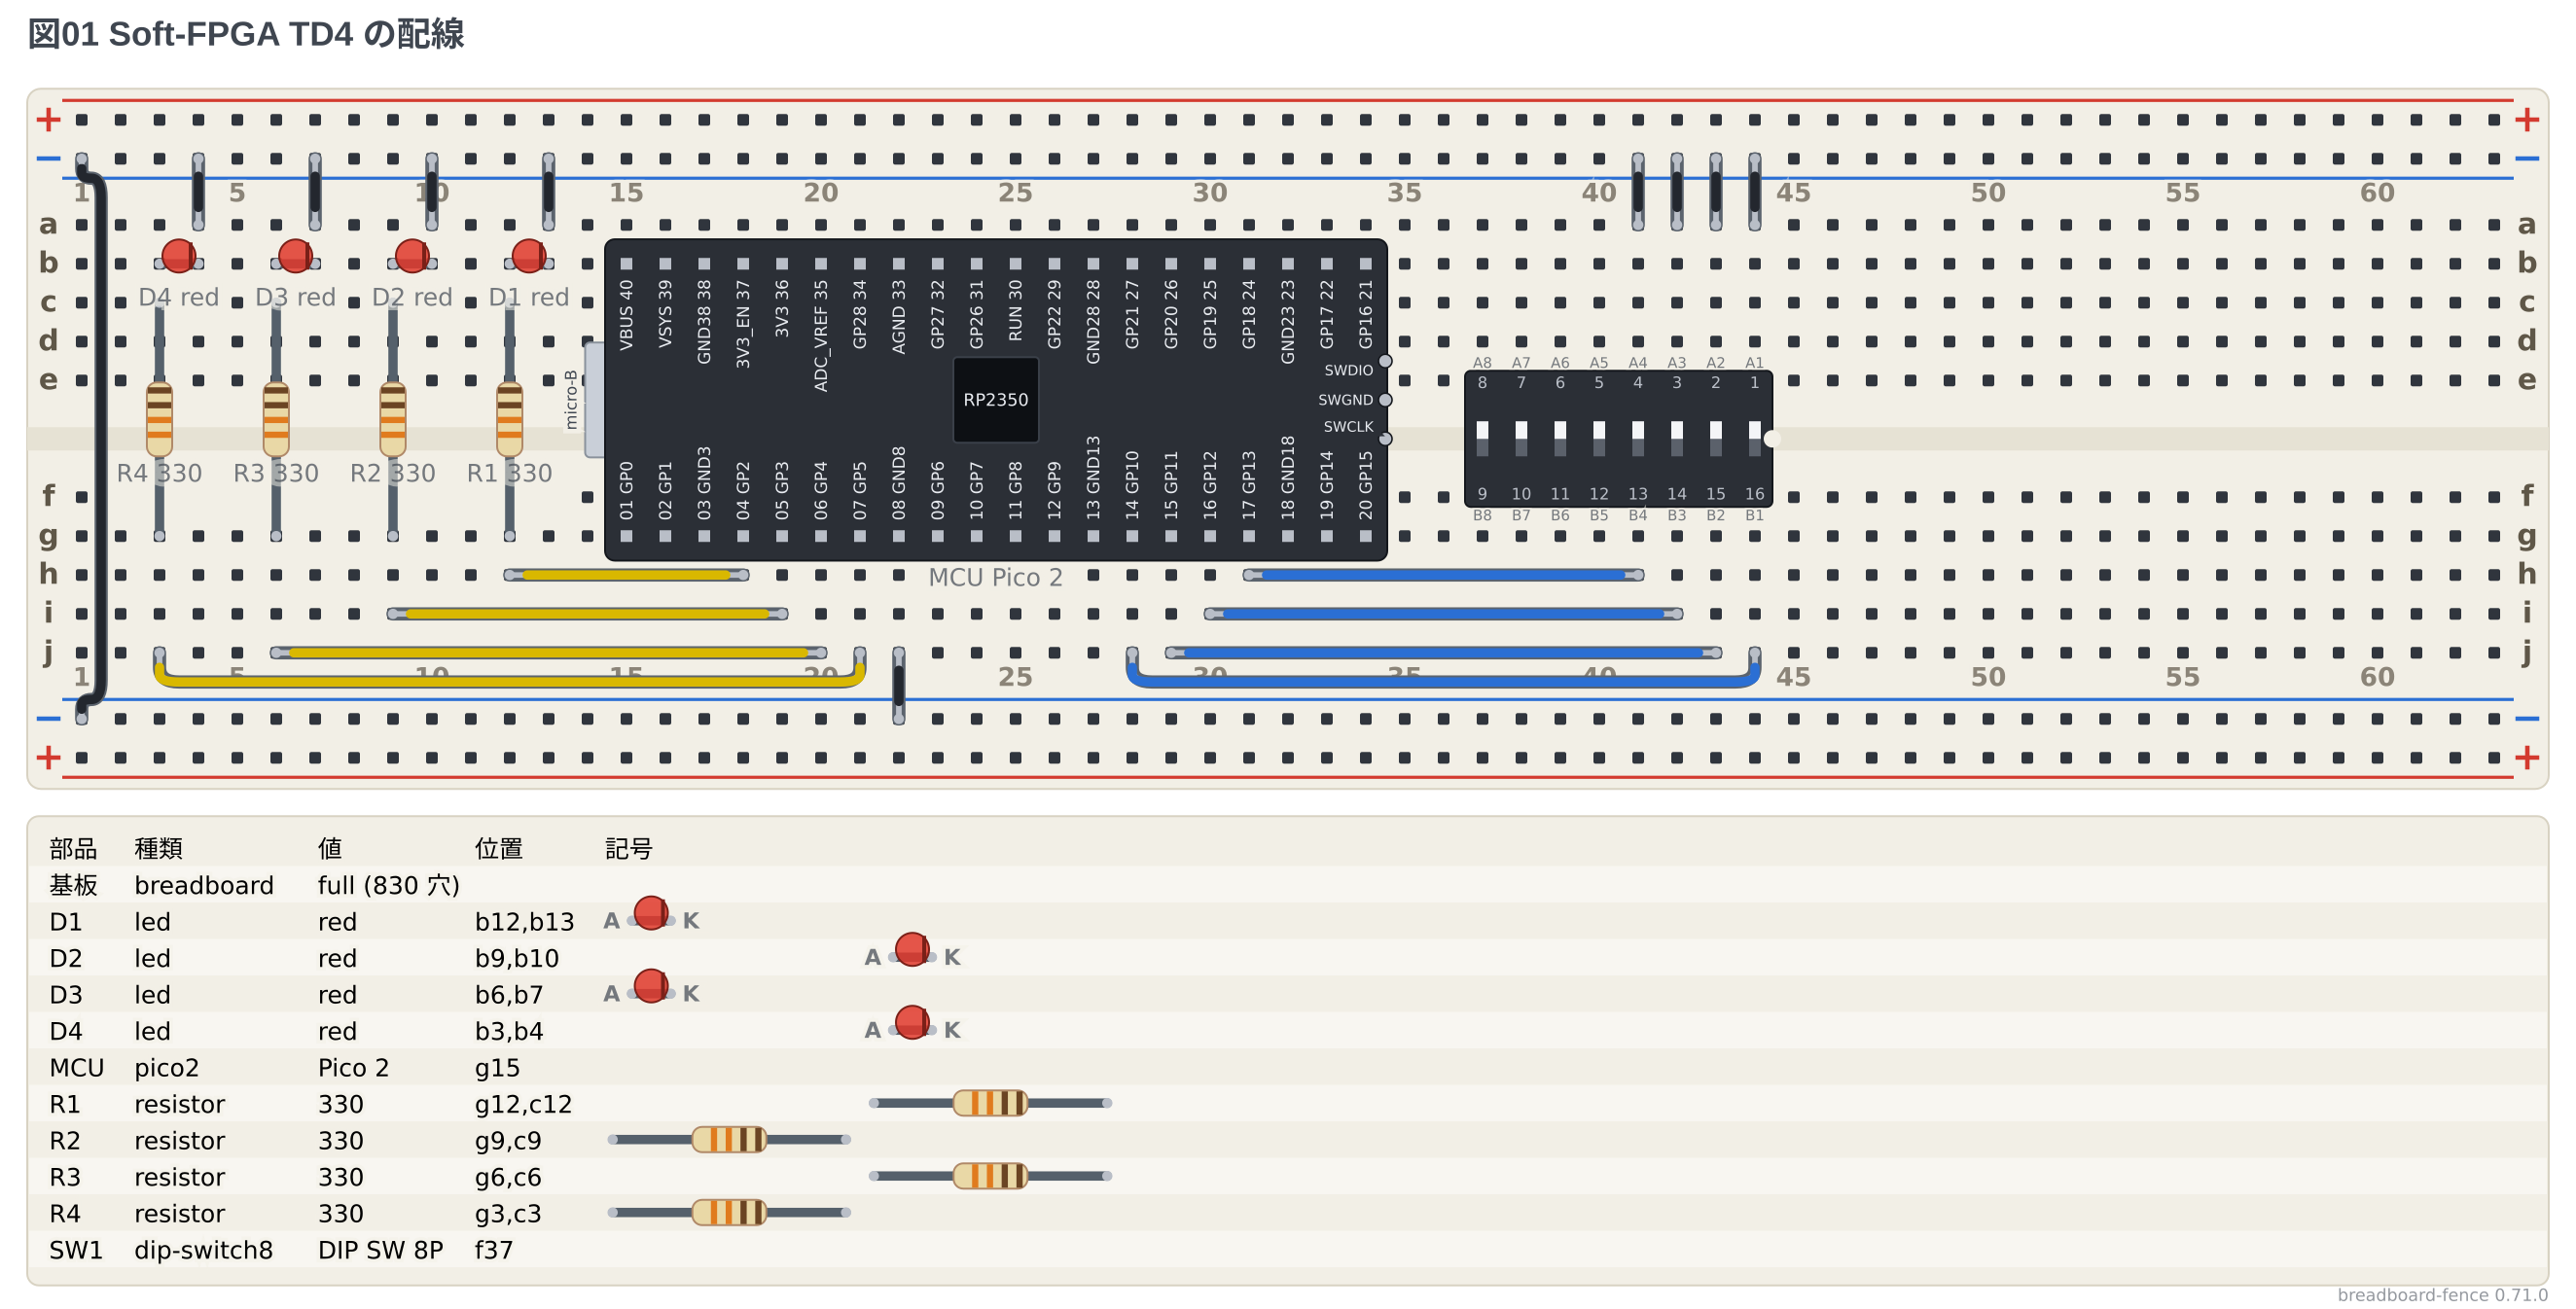 図01 Soft-FPGA TD4 の配線
+ +
− −
1 5 10 15 20 25 30 35 40 45 50 55 60
a a
b b
D4 red D3 red D2 red D1 red
c c
d d
e e
VBUS 40 VSYS 39 GND38 38 3V3_EN 37 3V3 36 ADC_VREF 35 GP28 34 AGND 33 GP27 32 GP26 31 RUN 30 GP22 29 GND28 28 GP21 27 GP20 26 GP19 25 GP18 24 GND23 23 GP17 22 GP16 21
micro-B
RP2350
SWDIO
SWGND
SWCLK
A8 A7 A6 A5 A4 A3 A2 A1
8 7 6 5 4 3 2 1
R4 330 R3 330 R2 330 R1 330
01 GP0 02 GP1 03 GND3 04 GP2 05 GP3 06 GP4 07 GP5 08 GND8 09 GP6 10 GP7 11 GP8 12 GP9 13 GND13 14 GP10 15 GP11 16 GP12 17 GP13 18 GND18 19 GP14 20 GP15
9 10 11 12 13 14 15 16
B8 B7 B6 B5 B4 B3 B2 B1
f f
g g
h h
MCU Pico 2
i i
j j
1 5 10 15 20 25 30 35 40 45 50 55 60
− −
+ +
部品 種類 値 位置 記号
基板 breadboard full (830 穴)
D1 led red b12,b13 A K
D2 led red b9,b10 A K
D3 led red b6,b7 A K
D4 led red b3,b4 A K
MCU pico2 Pico 2 g15
R1 resistor 330 g12,c12
R2 resistor 330 g9,c9
R3 resistor 330 g6,c6
R4 resistor 330 g3,c3
SW1 dip-switch8 DIP SW 8P f37
breadboard-fence 0.71.0